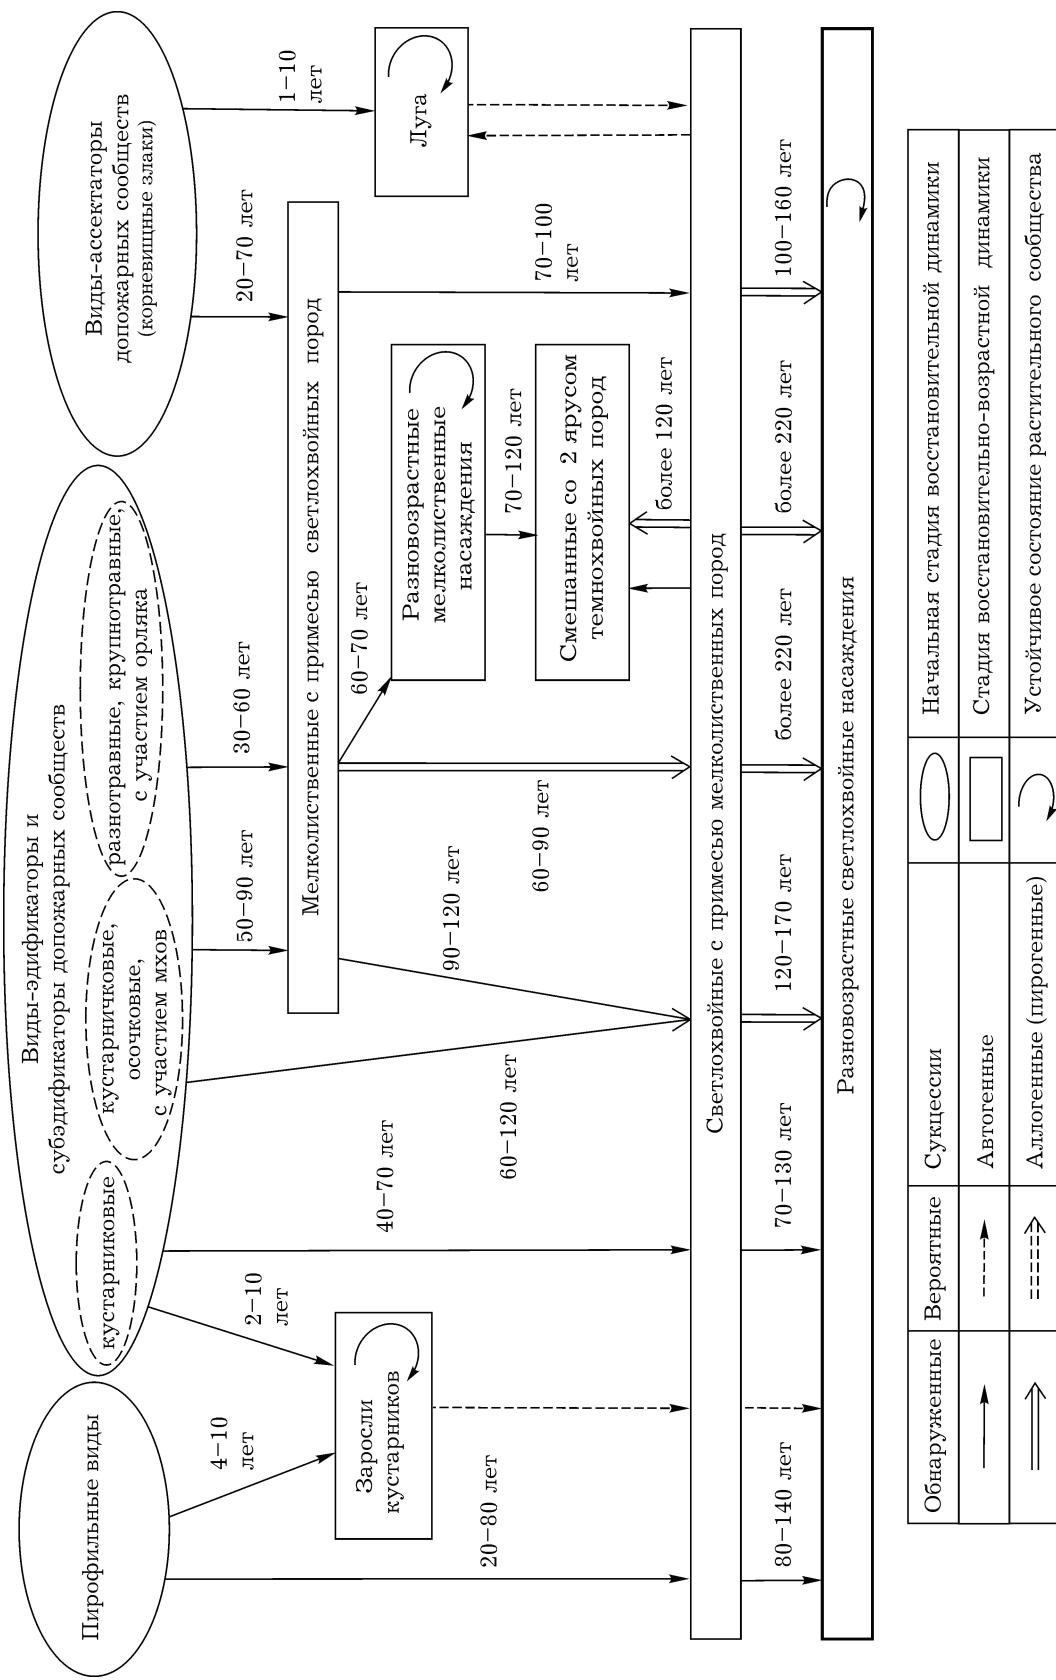 Пирофильные виды
Виды-эдификаторы и
субэдификаторы допожарных сообществ
кустарниковые
кустарничковые,
осочковые,
с участием мхов
разнотравные, крупнотравные,
с участием орляка
Виды-ассектаторы
допожарных сообществ
(корневищные злаки)
4−10
лет
2−10
лет
50−90 лет
30−60 лет
20−70 лет
1−10
лет
Мелколиственные с примесью светлохвойных пород
Заросли
кустарников
40−70 лет
60−70 лет
Разновозрастные
мелколиственные
насаждения
Луга
20−80 лет
60−120 лет
90−120 лет
60−90 лет
70−120 лет
70−100
лет
Смешанные со 2 ярусом
темнохвойных пород
более 120 лет
Светлохвойные с примесью мелколиственных пород
80−140 лет
70−130 лет
120−170 лет
более 220 лет
более 220 лет
100−160 лет
Разновозрастные светлохвойные насаждения
Обнаруженные
Вероятные
Сукцессии
Начальная стадия восстановительной динамики
Автогенные
Стадия восстановительно-возрастной динамики
Аллогенные (пирогенные)
Устойчивое состояние растительного сообщества